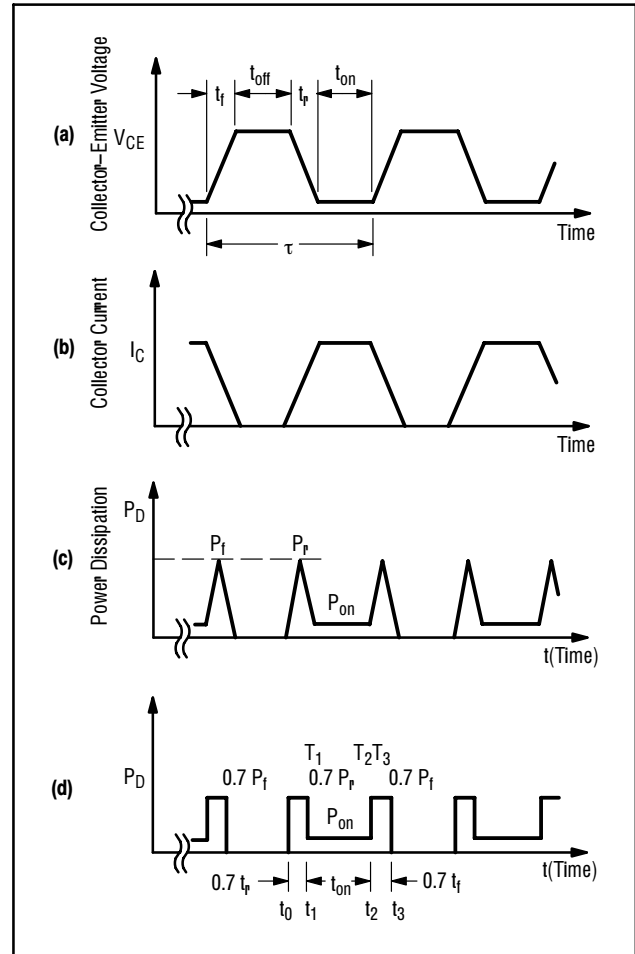 t_f t_off t_r t_on
(a)
Collector–Emitter Voltage
V_CE
Time
τ
(b)
Collector Current
I_C
Time
(c)
Power Dissipation
P_D
P_f P_r
P_on
t(Time)
(d)
P_D
T_1 T_2 T_3
0.7 P_f 0.7 P_r 0.7 P_f
P_on
t(Time)
0.7 t_r t_on 0.7 t_f
t_0 t_1 t_2 t_3